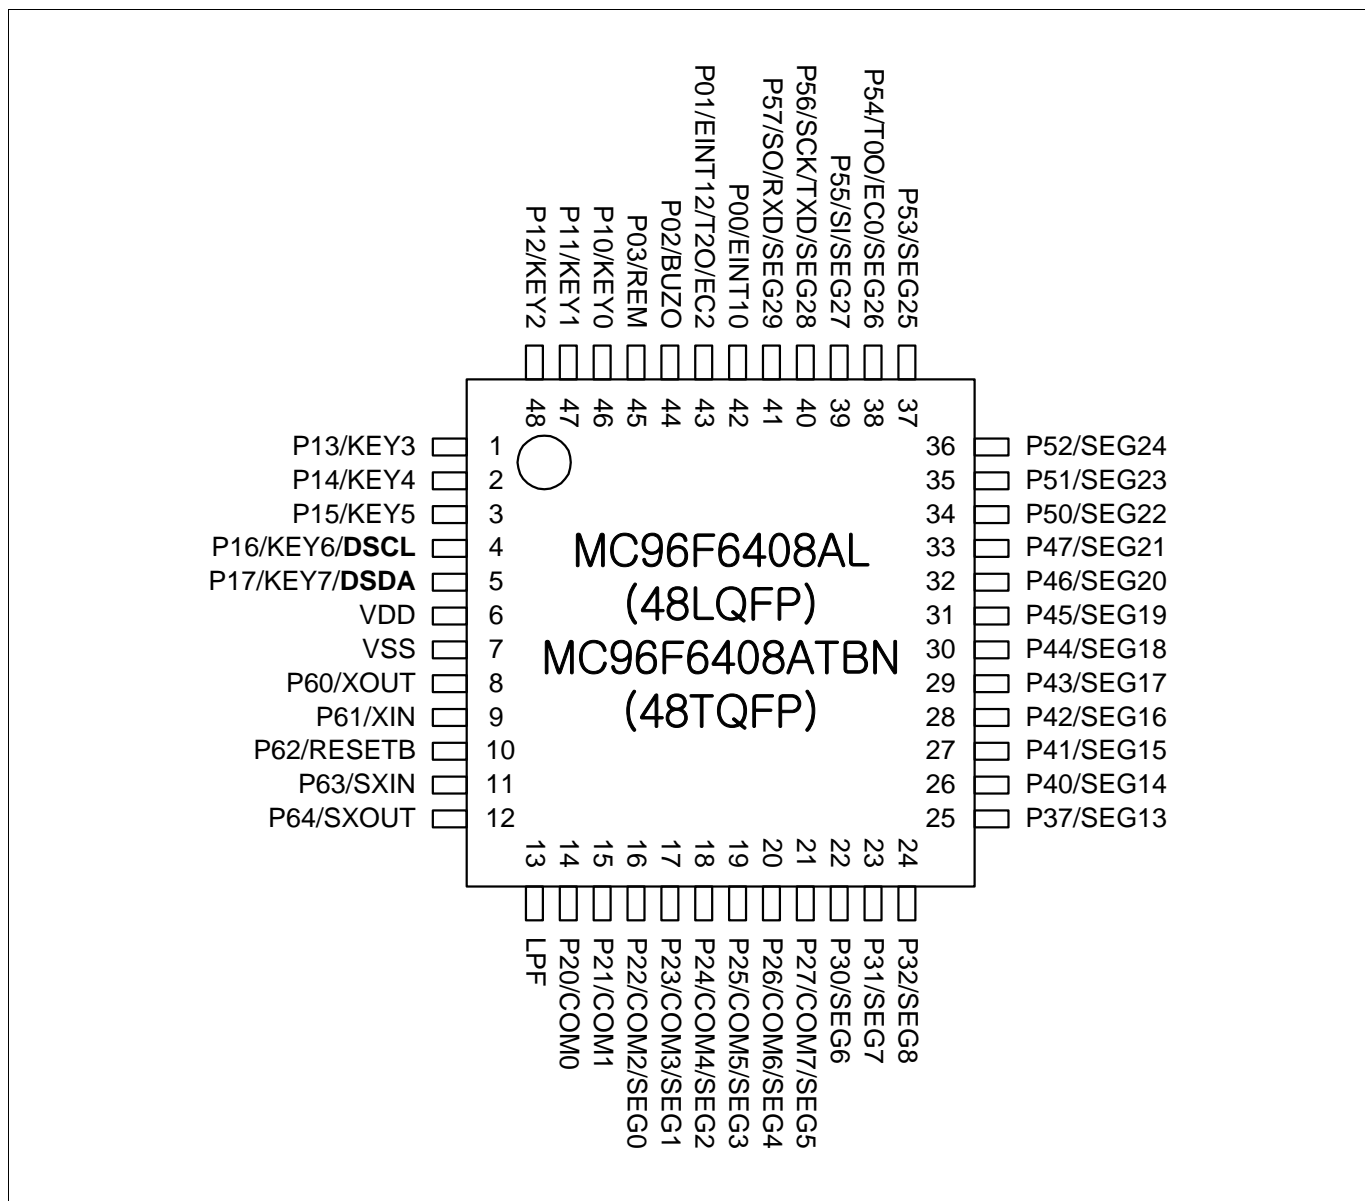 P12/KEY2
P11/KEY1
P10/KEY0
P03/REM
P02/BUZO
P01/EINT12/T2O/EC2
P00/EINT10
P57/SO/RXD/SEG29
P56/SCK/TXD/SEG28
P55/SI/SEG27
P54/T0O/EC0/SEG26
P53/SEG25
48
47
46
45
44
43
42
41
40
39
38
37
P13/KEY3 1
P14/KEY4 2
P15/KEY5 3
P16/KEY6/DSCL 4
P17/KEY7/DSDA 5
VDD 6
VSS 7
P60/XOUT 8
P61/XIN 9
P62/RESETB 10
P63/SXIN 11
P64/SXOUT 12
MC96F6408AL
(48LQFP)
MC96F6408ATBN
(48TQFP)
36 P52/SEG24
35 P51/SEG23
34 P50/SEG22
33 P47/SEG21
32 P46/SEG20
31 P45/SEG19
30 P44/SEG18
29 P43/SEG17
28 P42/SEG16
27 P41/SEG15
26 P40/SEG14
25 P37/SEG13
13
14
15
16
17
18
19
20
21
22
23
24
LPF
P20/COM0
P21/COM1
P22/COM2/SEG0
P23/COM3/SEG1
P24/COM4/SEG2
P25/COM5/SEG3
P26/COM6/SEG4
P27/COM7/SEG5
P30/SEG6
P31/SEG7
P32/SEG8